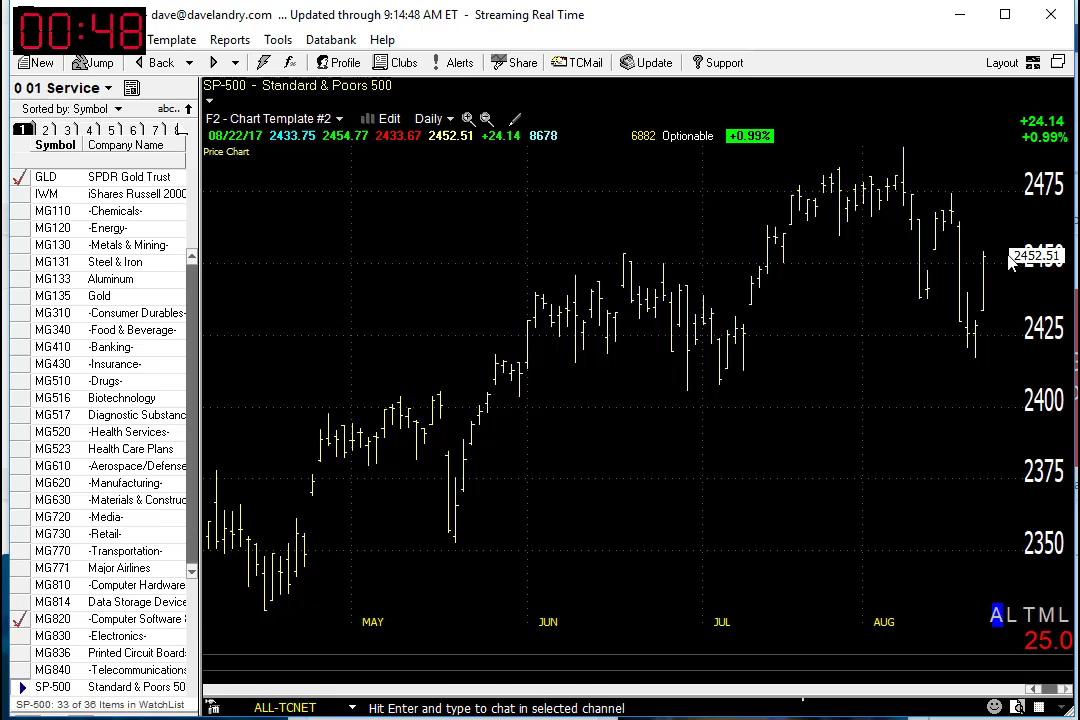 00:48
dave@davelandry.com ... Updated through 9:14:48 AM ET - Streaming Real Time
Template Reports Tools Databank Help
New Jump Back Profile Clubs Alerts Share TCMail Update Support Layout
0 01 Service
Sorted by: Symbol abc..
1 2 3 4 5 6 7
Symbol Company Name
GLD SPDR Gold Trust
IWM iShares Russell 2000
MG110 -Chemicals-
MG120 -Energy-
MG130 -Metals & Mining-
MG131 Steel & Iron
MG133 Aluminum
MG135 Gold
MG310 -Consumer Durables-
MG340 -Food & Beverage-
MG410 -Banking-
MG430 -Insurance-
MG510 -Drugs-
MG516 Biotechnology
MG517 Diagnostic Substanc
MG520 -Health Services-
MG523 Health Care Plans
MG610 -Aerospace/Defense
MG620 -Manufacturing-
MG630 -Materials & Construc
MG720 -Media-
MG730 -Retail-
MG770 -Transportation-
MG771 Major Airlines
MG810 -Computer Hardware
MG814 Data Storage Device
MG820 -Computer Software &
MG830 -Electronics-
MG836 Printed Circuit Board
MG840 -Telecommunications
SP-500 Standard & Poors 50
SP-500: 33 of 36 Items in WatchList
SP-500 - Standard & Poors 500
F2 - Chart Template #2 Edit Daily
08/22/17 2433.75 2454.77 2433.67 2452.51 +24.14 8678 6882 Optionable +0.99%
+24.14
+0.99%
Price Chart
2475
2452.51
2425
2400
2375
2350
MAY JUN JUL AUG
A L T M L
25.0
ALL-TCNET Hit Enter and type to chat in selected channel